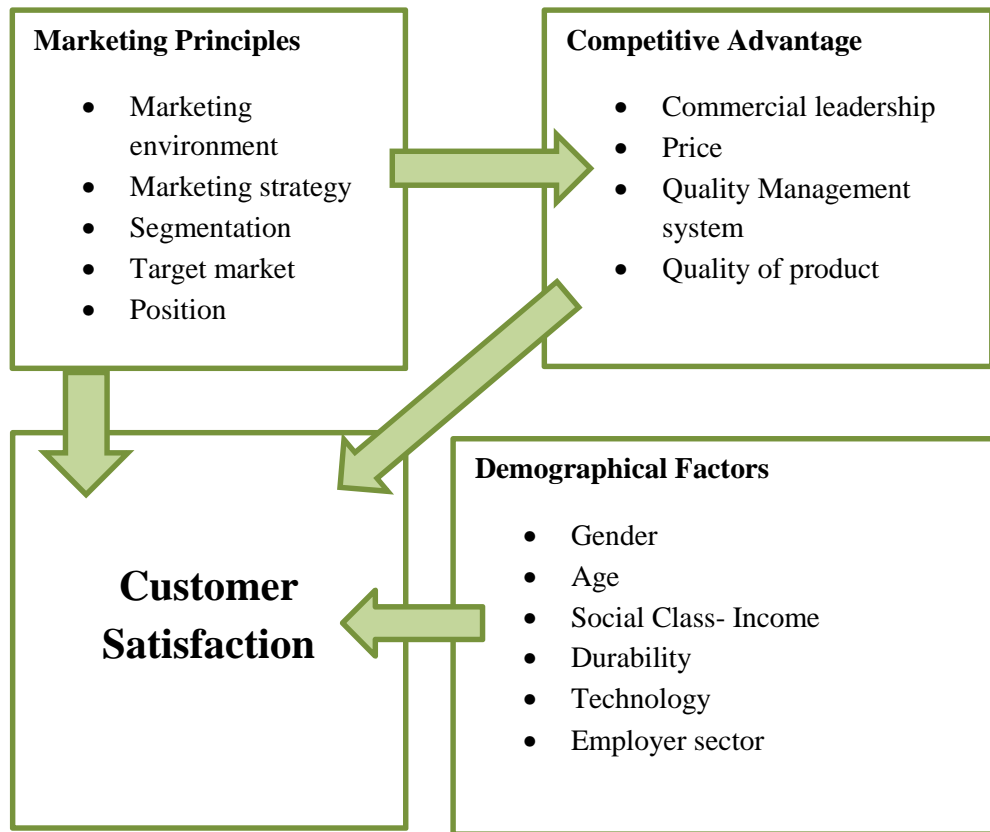 Marketing Principles
• Marketing
environment
• Marketing strategy
• Segmentation
• Target market
• Position
Competitive Advantage
• Commercial leadership
• Price
• Quality Management
system
• Quality of product
Customer
Satisfaction
Demographical Factors
• Gender
• Age
• Social Class- Income
• Durability
• Technology
• Employer sector